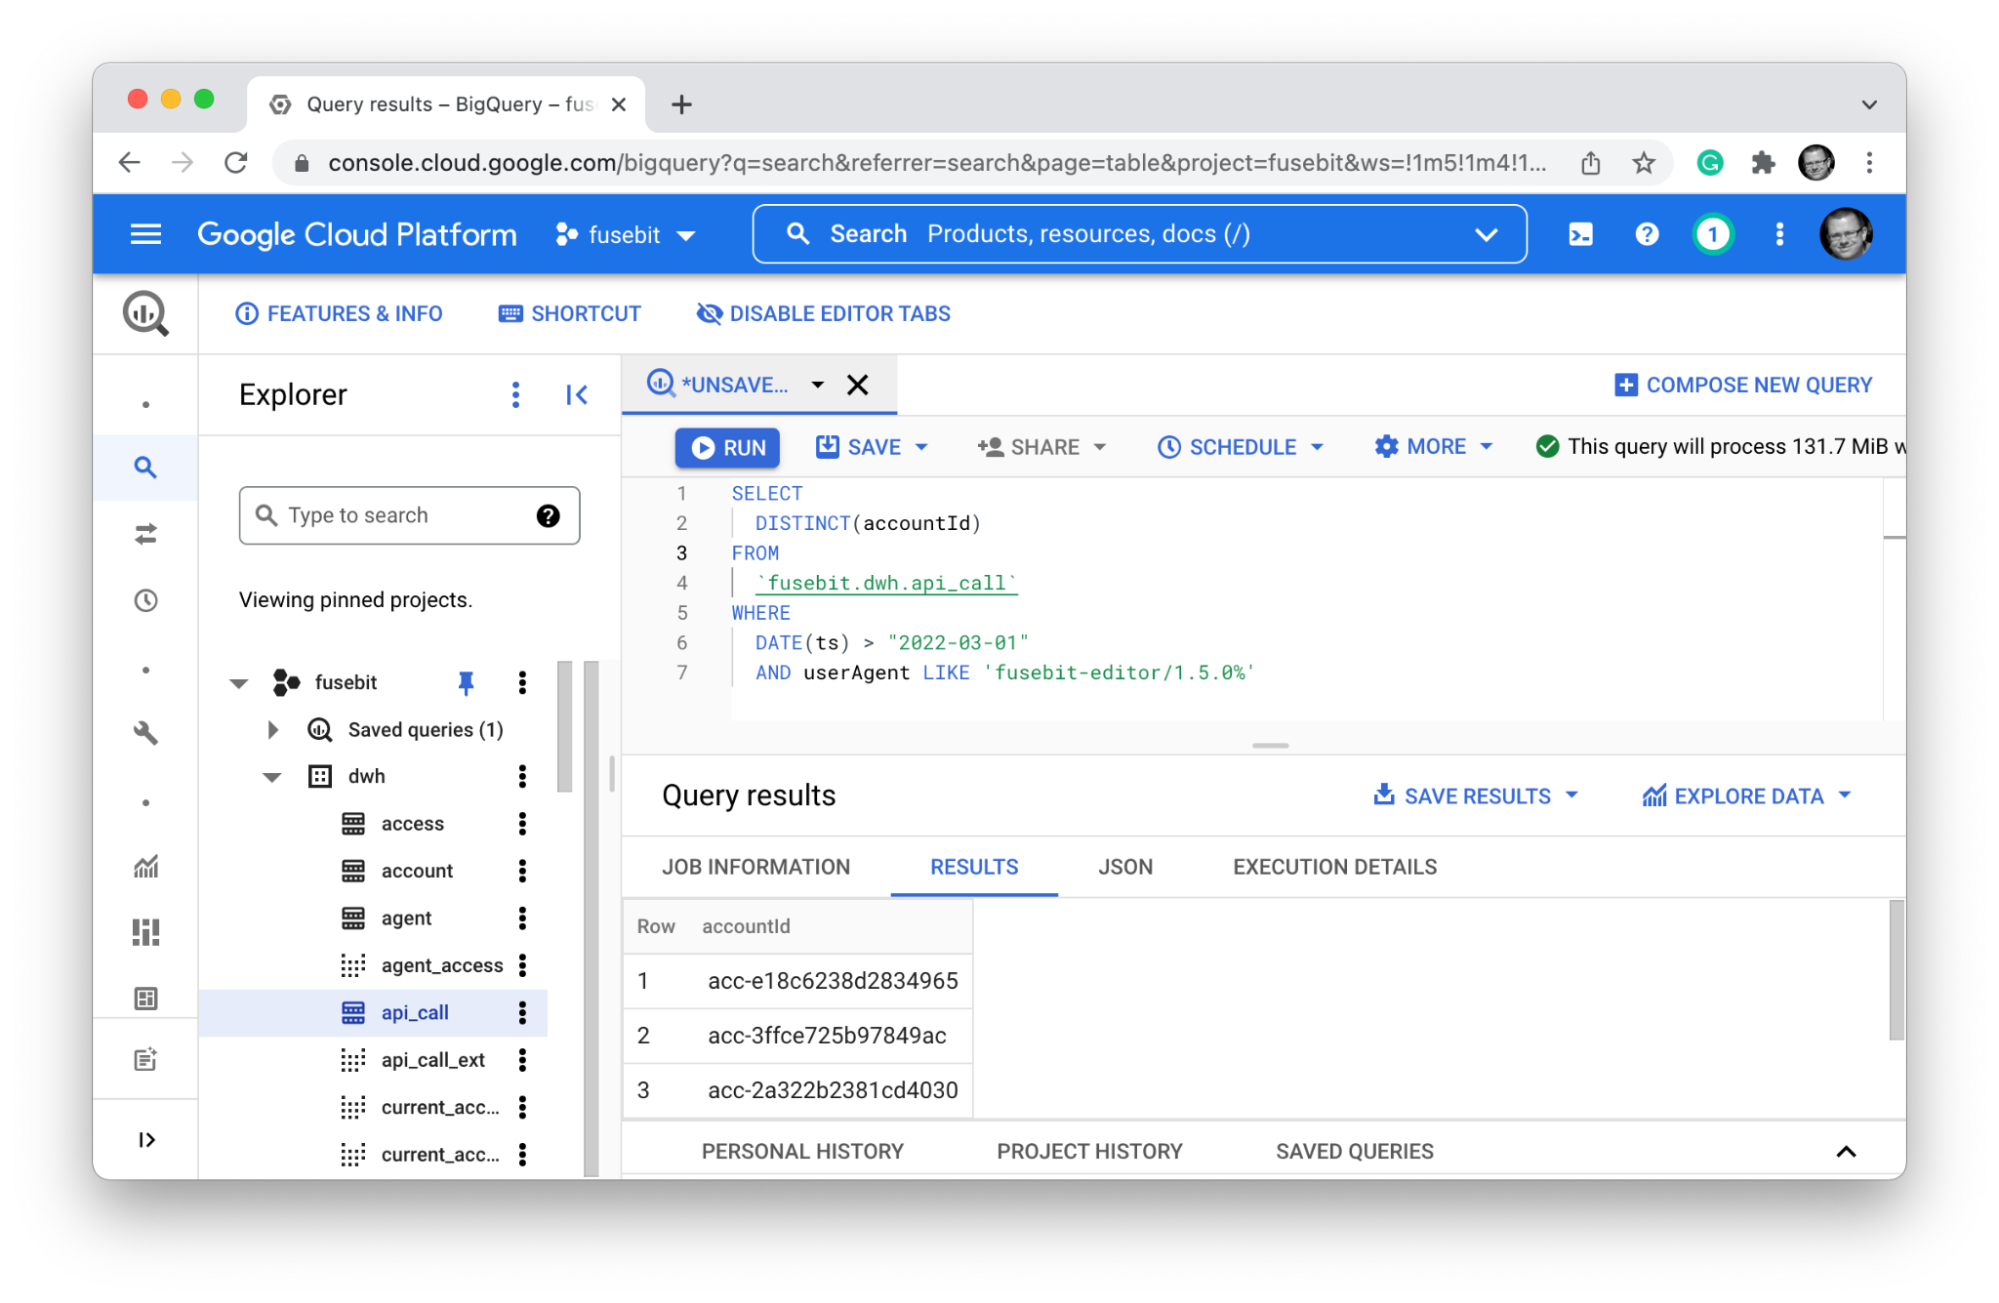 Query results – BigQuery – fus
console.cloud.google.com/bigquery?q=search&referrer=search&page=table&project=fusebit&ws=!1m5!1m4!1...
G
Google Cloud Platform
fusebit
Search Products, resources, docs (/)
?
1
FEATURES & INFO
SHORTCUT
DISABLE EDITOR TABS
Explorer
*UNSAVE...
COMPOSE NEW QUERY
RUN
SAVE
SHARE
SCHEDULE
MORE
This query will process 131.7 MiB w
Type to search
?
Viewing pinned projects.
fusebit
Saved queries (1)
dwh
access
account
agent
agent_access
api_call
api_call_ext
current_acc...
current_acc...
1 SELECT
2 DISTINCT(accountId)
3 FROM
4 `fusebit.dwh.api_call`
5 WHERE
6 DATE(ts) > "2022-03-01"
7 AND userAgent LIKE 'fusebit-editor/1.5.0%'
Query results
SAVE RESULTS
EXPLORE DATA
JOB INFORMATION
RESULTS
JSON
EXECUTION DETAILS
Row accountId
1 acc-e18c6238d2834965
2 acc-3ffce725b97849ac
3 acc-2a322b2381cd4030
PERSONAL HISTORY
PROJECT HISTORY
SAVED QUERIES